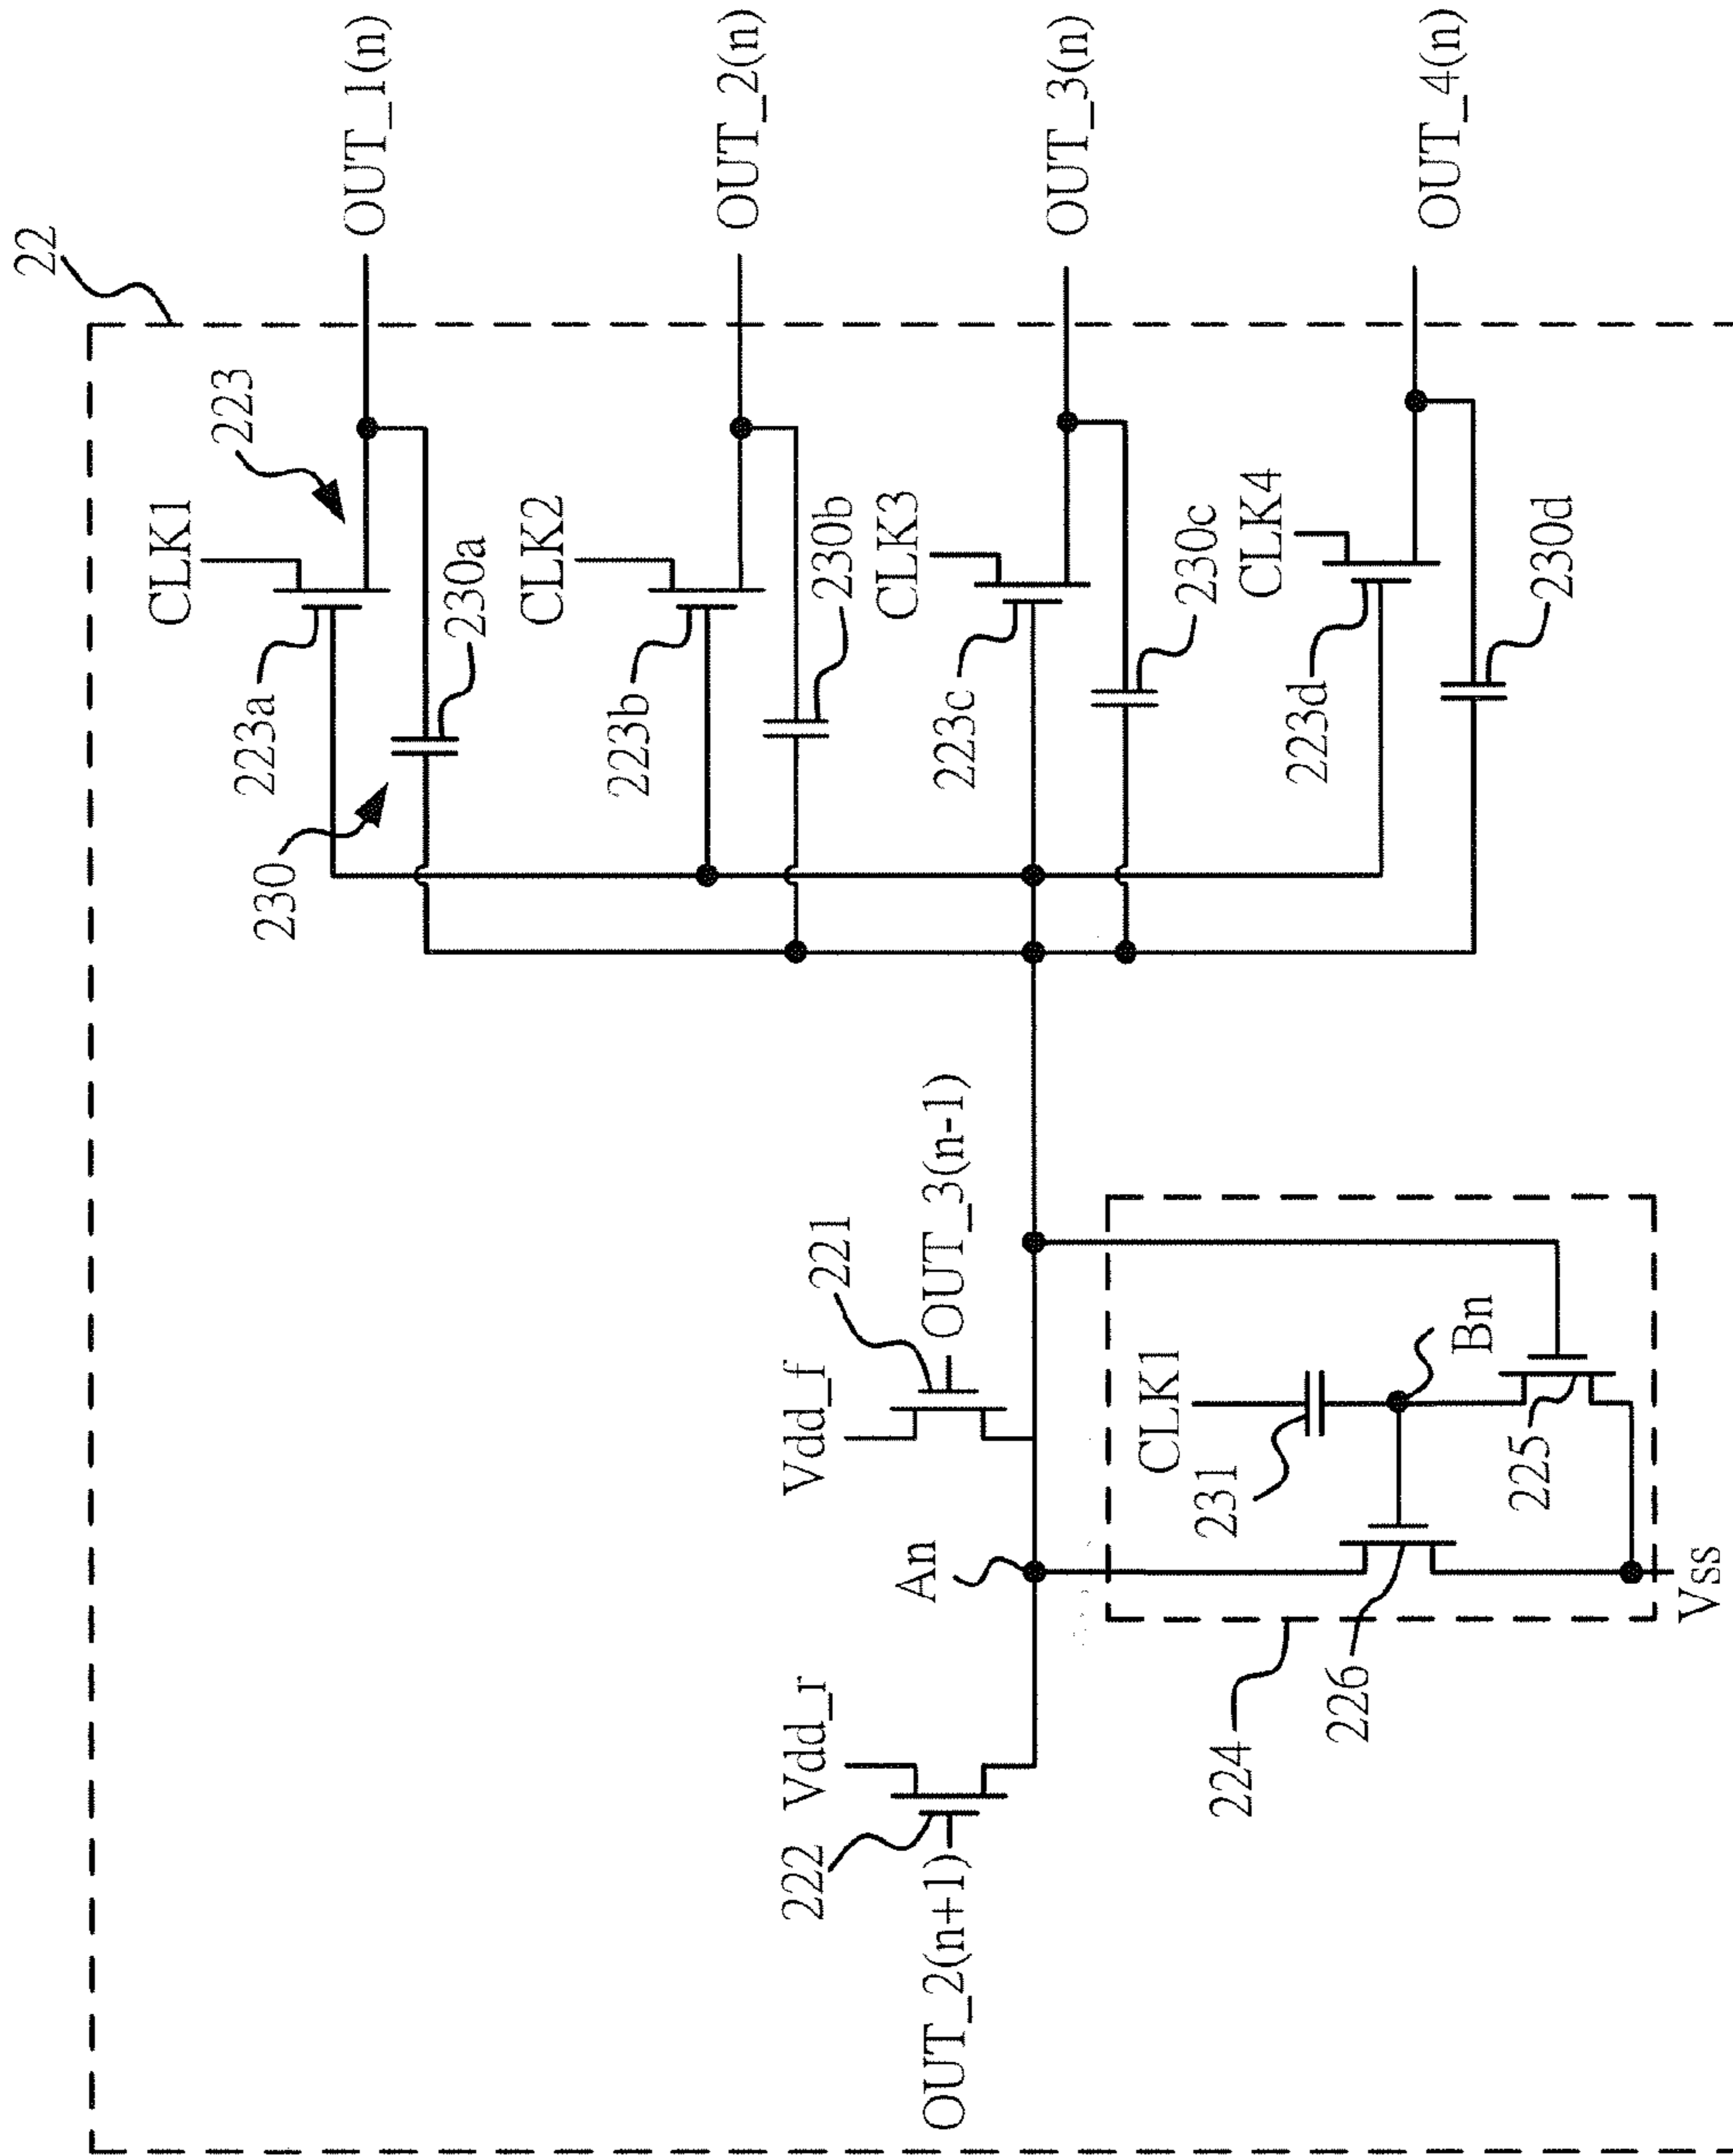 22
CLK1
223
OUT_1(n)
223a
230
230a
CLK2
OUT_2(n)
223b
230b
CLK3
OUT_3(n)
223c
230c
CLK4
OUT_4(n)
223d
230d
OUT_2(n+1)
222
Vdd_r
An
Vdd_f
221
OUT_3(n-1)
224
226
CLK1
231
Bn
225
Vss